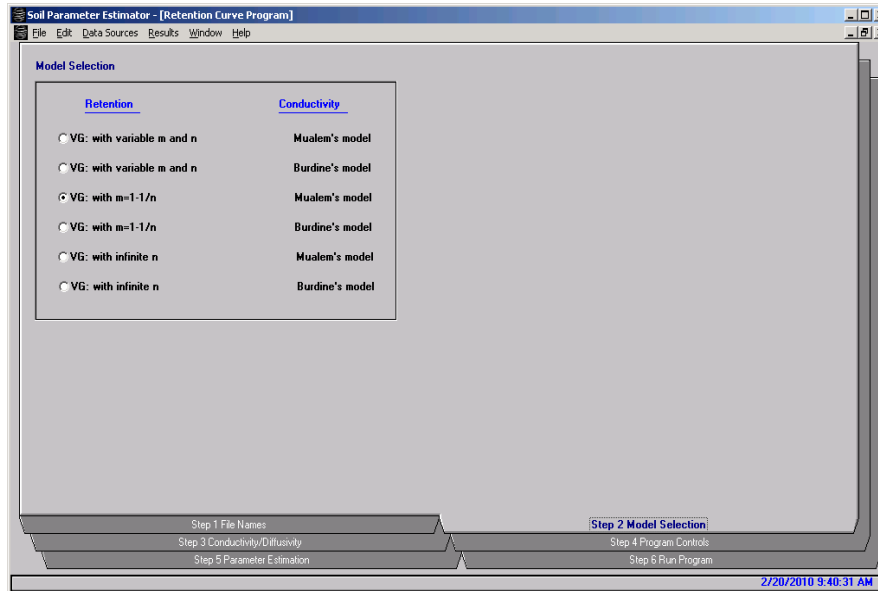 Soil Parameter Estimator - [Retention Curve Program]
File Edit Data Sources Results Window Help
Model Selection
Retention Conductivity
VG: with variable m and n Mualem's model
VG: with variable m and n Burdine's model
VG: with m=1-1/n Mualem's model
VG: with m=1-1/n Burdine's model
VG: with infinite n Mualem's model
VG: with infinite n Burdine's model
Step 1 File Names Step 2 Model Selection
Step 3 Conductivity/Diffusivity Step 4 Program Controls
Step 5 Parameter Estimation Step 6 Run Program
2/20/2010 9:40:31 AM